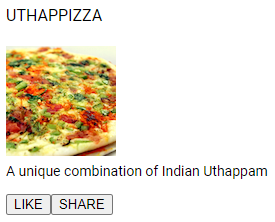 UTHAPPIZZA
A unique combination of Indian Uthappam
LIKE SHARE